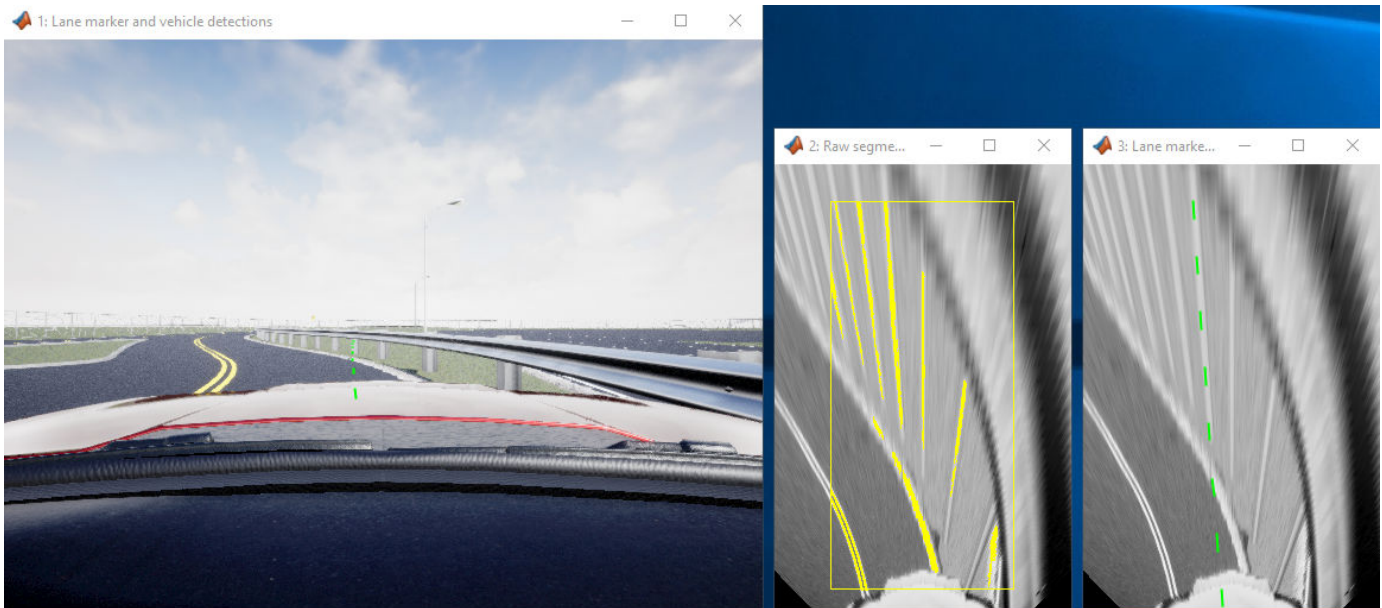 1: Lane marker and vehicle detections
2: Raw segme...
3: Lane marke...